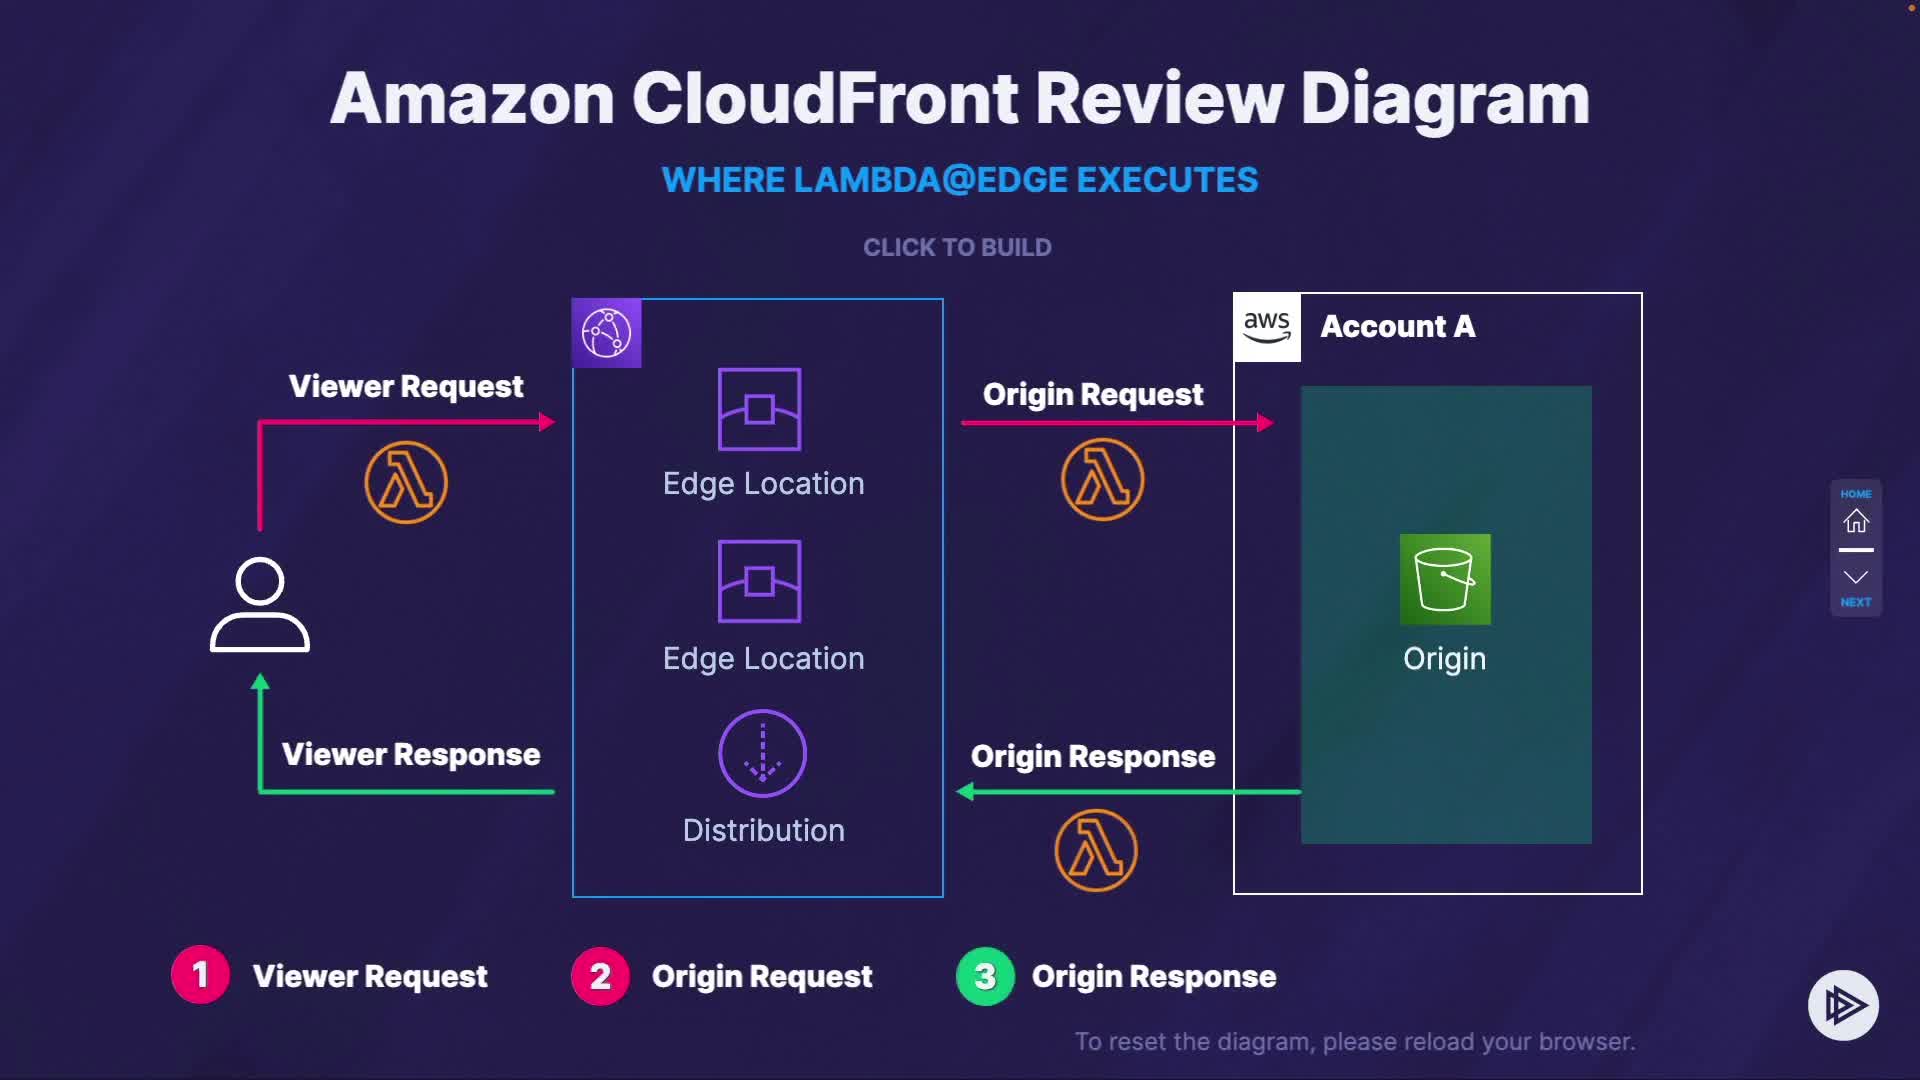 Amazon CloudFront Review Diagram
WHERE LAMBDA@EDGE EXECUTES
CLICK TO BUILD
aws
Account A
Viewer Request
Origin Request
Edge Location
HOME
Edge Location
Origin
NEXT
Viewer Response
Origin Response
Distribution
1 Viewer Request
2 Origin Request
3 Origin Response
To reset the diagram, please reload your browser.